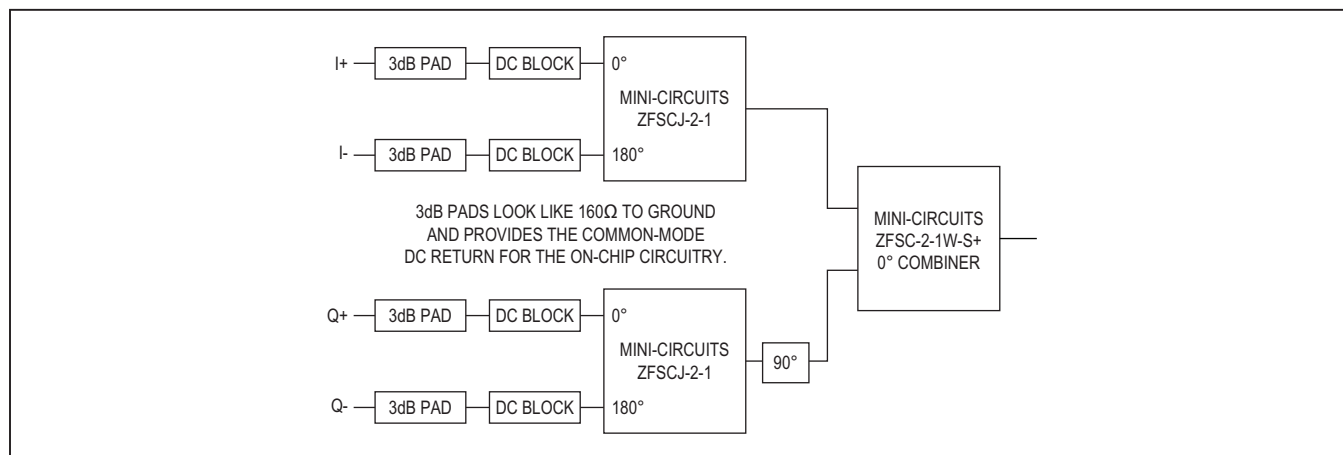 I+
3dB PAD
DC BLOCK
0°
MINI-CIRCUITS
ZFSCJ-2-1
I-
3dB PAD
DC BLOCK
180°
3dB PADS LOOK LIKE 160Ω TO GROUND
AND PROVIDES THE COMMON-MODE
DC RETURN FOR THE ON-CHIP CIRCUITRY.
MINI-CIRCUITS
ZFSC-2-1W-S+
0° COMBINER
Q+
3dB PAD
DC BLOCK
0°
MINI-CIRCUITS
ZFSCJ-2-1
90°
Q-
3dB PAD
DC BLOCK
180°